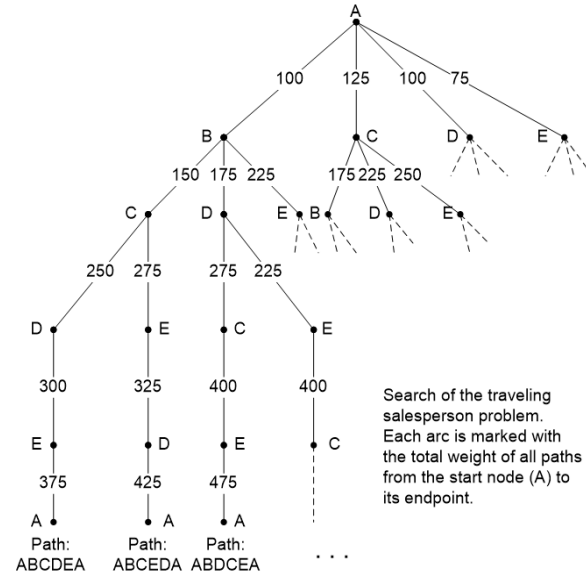 A
100 125 100 75
B C D E
150 175 225 175 225 250
C D E B D E
250 275 275 225
D E C E
300 325 400 400
E D E C
375 425 475
A A A
Path: Path: Path:
ABCDEA ABCEDA ABDCEA . . .
Search of the traveling
salesperson problem.
Each arc is marked with
the total weight of all paths
from the start node (A) to
its endpoint.